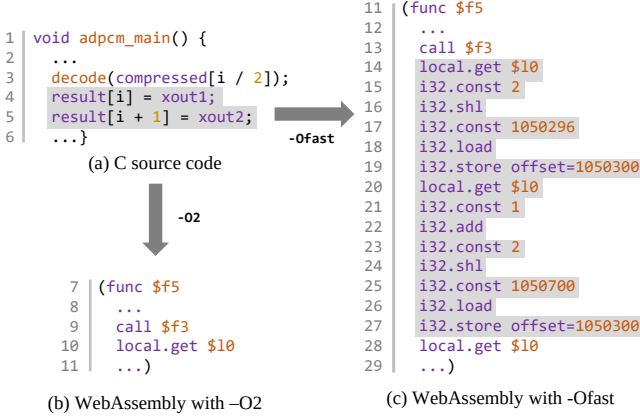 1 void adpcm_main() {
2 ...
3 decode(compressed[i / 2]);
4 result[i] = xout1;
5 result[i + 1] = xout2;
6 ...}
(a) C source code
-Ofast
-O2
7 (func $f5
8 ...
9 call $f3
10 local.get $l0
11 ...)
(b) WebAssembly with –O2
11 (func $f5
12 ...
13 call $f3
14 local.get $l0
15 i32.const 2
16 i32.shl
17 i32.const 1050296
18 i32.load
19 i32.store offset=1050300
20 local.get $l0
21 i32.const 1
22 i32.add
23 i32.const 2
24 i32.shl
25 i32.const 1050700
26 i32.load
27 i32.store offset=1050300
28 local.get $l0
29 ...)
(c) WebAssembly with -Ofast